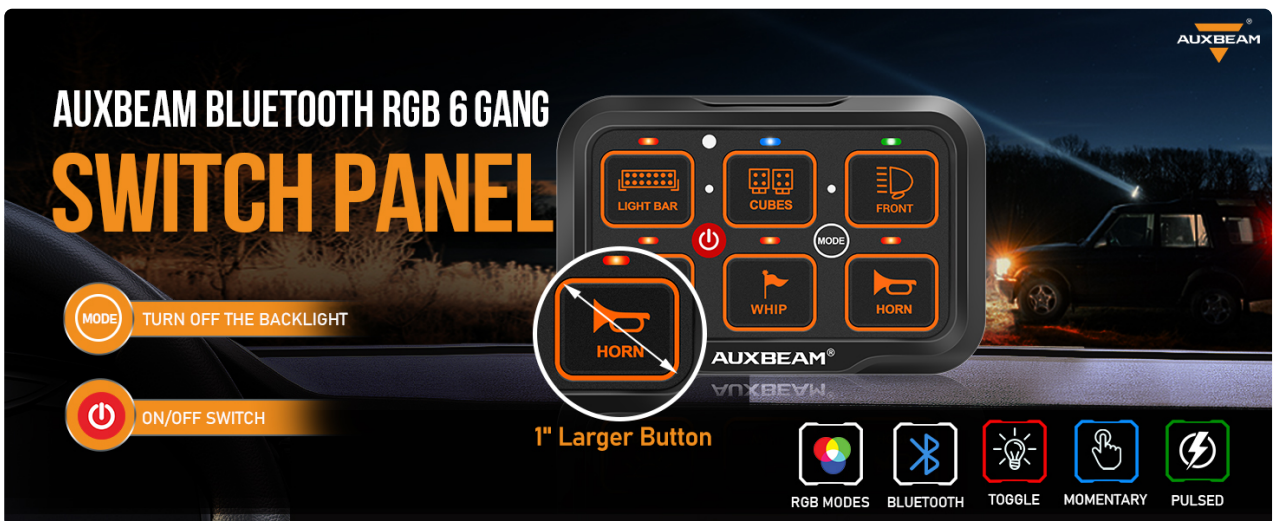 AUXBEAM®
AUXBEAM BLUETOOTH RGB 6 GANG
SWITCH PANEL
LIGHT BAR
CUBES
FRONT
MODE
WHIP
HORN
HORN
AUXBEAM®
AUXBEAM
MODE
TURN OFF THE BACKLIGHT
ON/OFF SWITCH
1" Larger Button
RGB MODES
BLUETOOTH
TOGGLE
MOMENTARY
PULSED